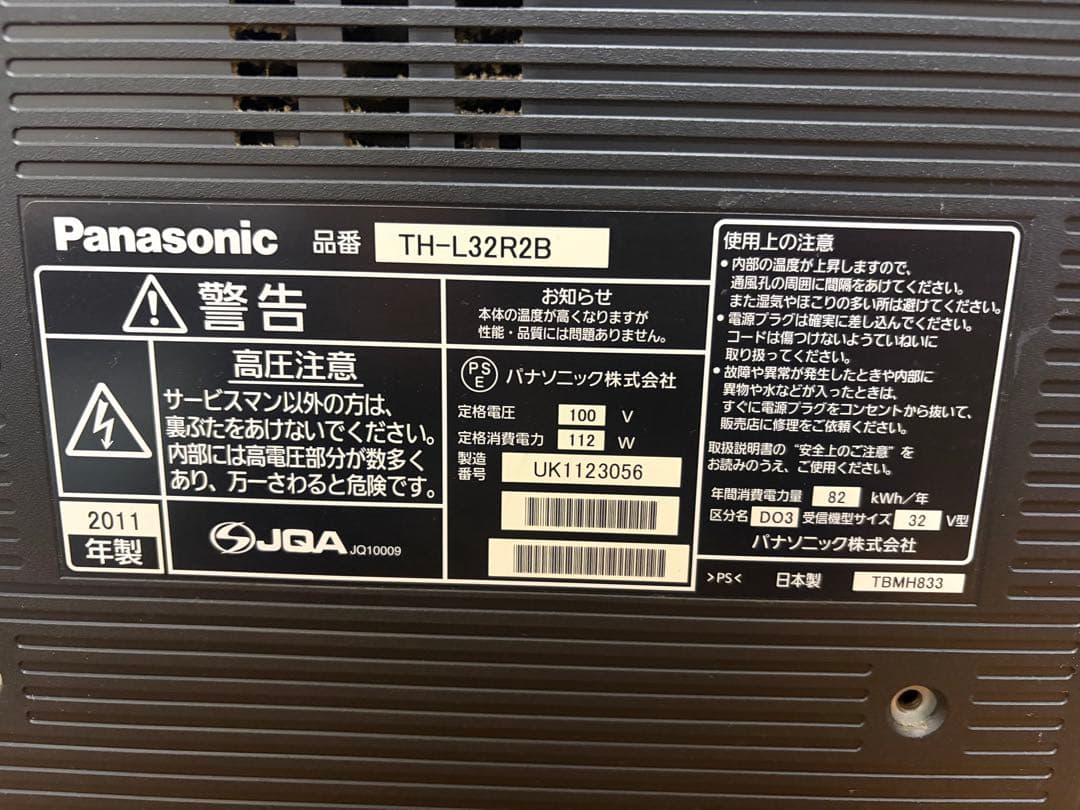 Panasonic 品番 TH-L32R2B
警告
高圧注意
サービスマン以外の方は、
裏ぶたをあけないでください。
内部には高電圧部分が数多く
あり、万一さわると危険です。
2011
年製
JQA JQ10009
お知らせ
本体の温度が高くなりますが
性能・品質には問題ありません。
PSE パナソニック株式会社
定格電圧 100 V
定格消費電力 112 W
製造
番号 UK1123056
使用上の注意
•内部の温度が上昇しますので、
通風孔の周囲に間隔をあけてください。
また湿気やほこりの多い所は避けてください。
•電源プラグは確実に差し込んでください。
コードは傷つけないようていねいに
取り扱ってください。
•故障や異常が発生したときや内部に
異物や水などが入ったときは、
すぐに電源プラグをコンセントから抜いて、
販売店に修理をご依頼ください。
取扱説明書の“安全上のご注意”を
お読みのうえ、ご使用ください。
年間消費電力量 82 kWh/年
区分名 DO3 受信機型サイズ 32 V型
パナソニック株式会社
>PS< 日本製 TBMH833